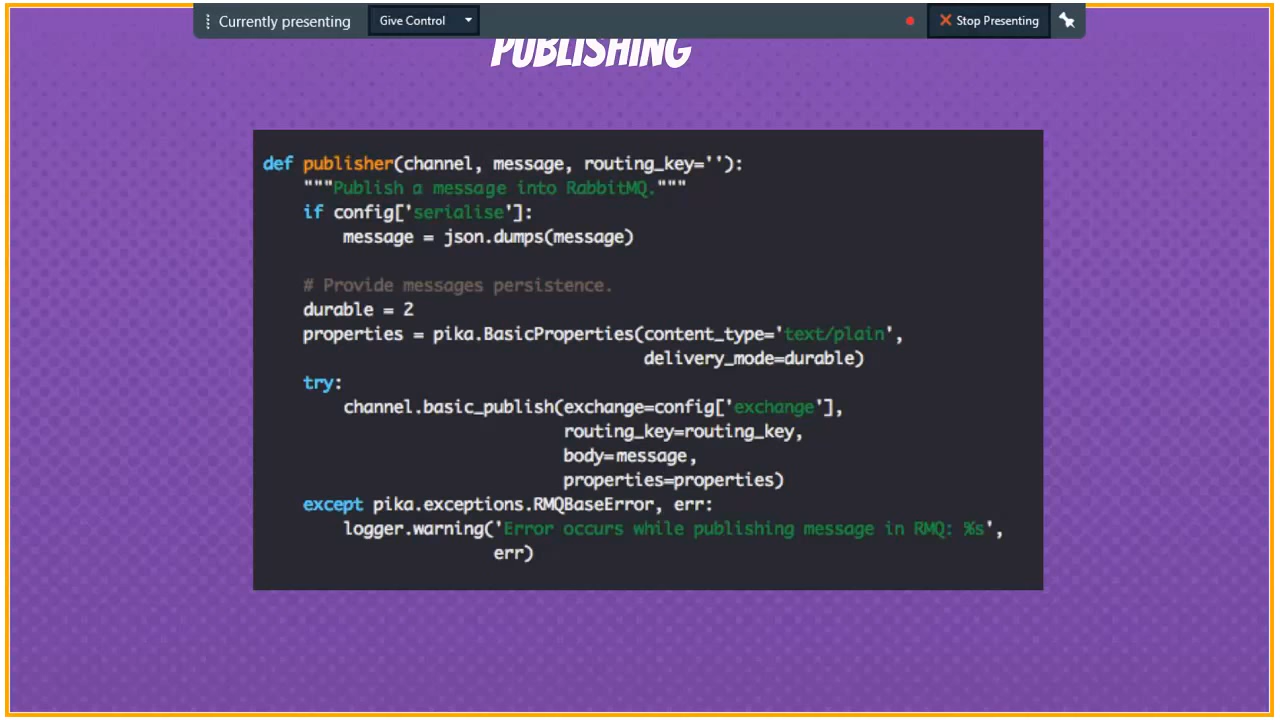 Currently presenting Give Control Stop Presenting
PUBLISHING
def publisher(channel, message, routing_key=''):
    """Publish a message into RabbitMQ."""
    if config['serialise']:
        message = json.dumps(message)
    # Provide messages persistence.
    durable = 2
    properties = pika.BasicProperties(content_type='text/plain',
                                      delivery_mode=durable)
    try:
        channel.basic_publish(exchange=config['exchange'],
                              routing_key=routing_key,
                              body=message,
                              properties=properties)
    except pika.exceptions.RMQBaseError, err:
        logger.warning('Error occurs while publishing message in RMQ: %s',
                       err)